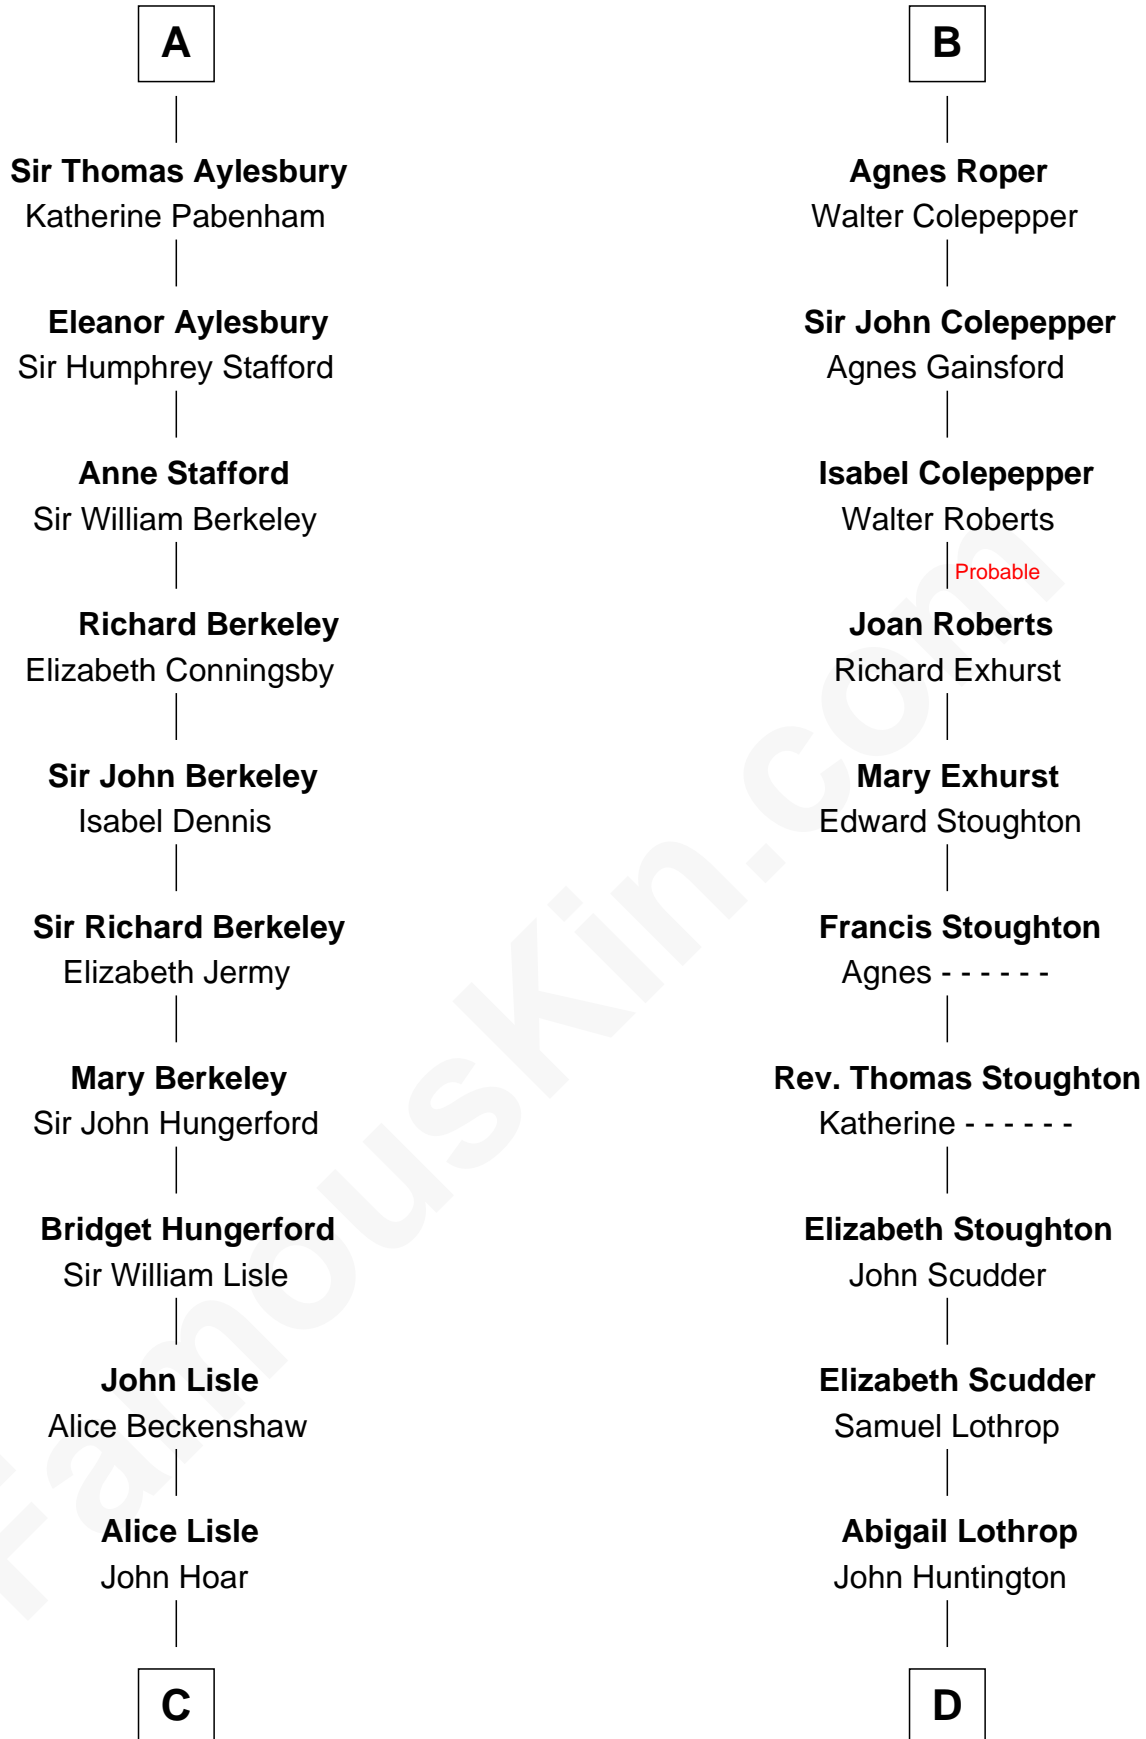 A
Sir Thomas Aylesbury
Katherine Pabenham
Eleanor Aylesbury
Sir Humphrey Stafford
Anne Stafford
Sir William Berkeley
Richard Berkeley
Elizabeth Conningsby
Sir John Berkeley
Isabel Dennis
Sir Richard Berkeley
Elizabeth Jermy
Mary Berkeley
Sir John Hungerford
Bridget Hungerford
Sir William Lisle
John Lisle
Alice Beckenshaw
Alice Lisle
John Hoar
C
B
Agnes Roper
Walter Colepepper
Sir John Colepepper
Agnes Gainsford
Isabel Colepepper
Walter Roberts
Probable
Joan Roberts
Richard Exhurst
Mary Exhurst
Edward Stoughton
Francis Stoughton
Agnes - - - - - -
Rev. Thomas Stoughton
Katherine - - - - - -
Elizabeth Stoughton
John Scudder
Elizabeth Scudder
Samuel Lothrop
Abigail Lothrop
John Huntington
D
FamousKin.com